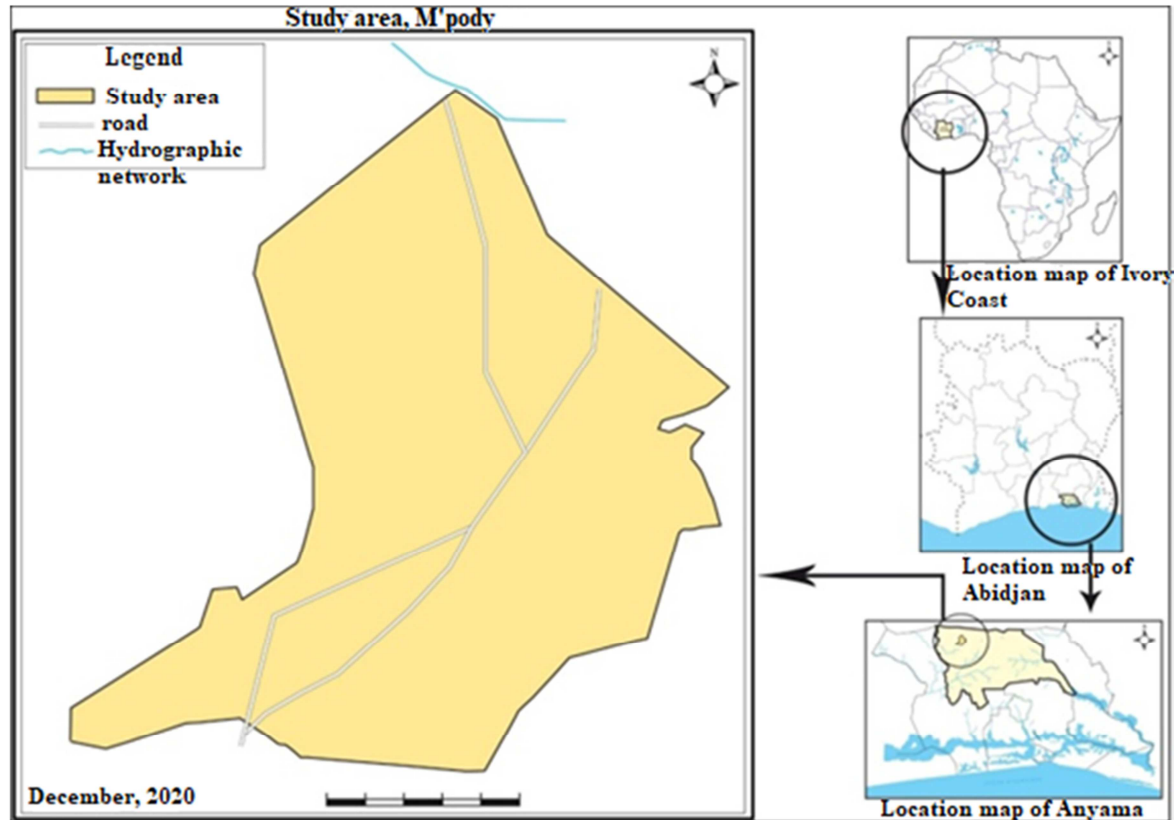 Study area, M'pody
Legend
Study area
road
Hydrographic
network
N
December, 2020
Location map of Ivory
Coast
Location map of
Abidjan
Location map of Anyama